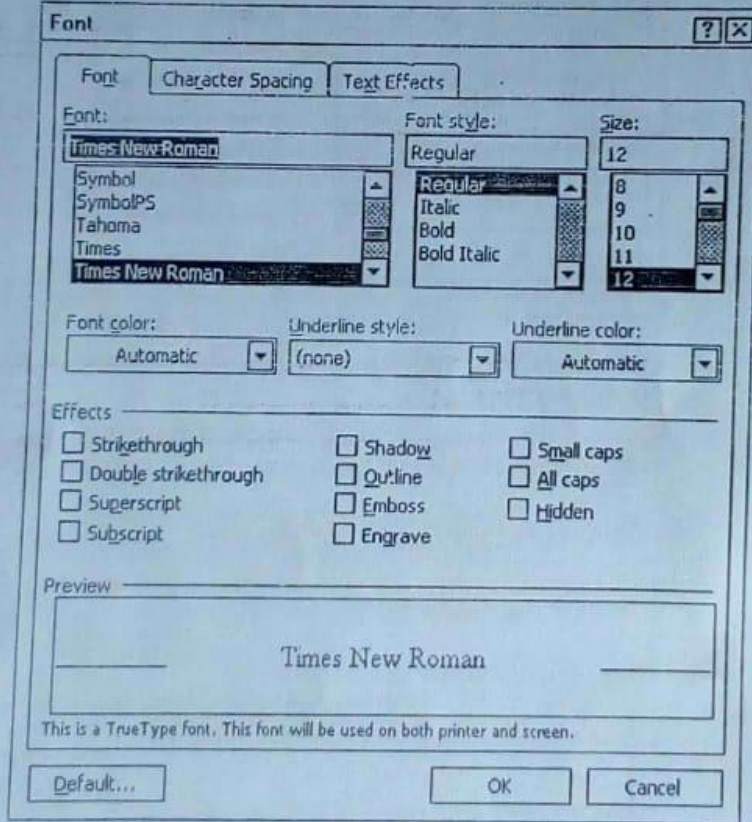 Font
Font Character Spacing Text Effects
Font: Font style: Size:
Times New Roman Regular 12
Symbol Regular 8
SymbolPS Italic 9
Tahoma Bold 10
Times Bold Italic 11
Times New Roman 12
Font color: Underline style: Underline color:
Automatic (none) Automatic
Effects
Strikethrough Shadow Small caps
Double strikethrough Outline All caps
Superscript Emboss Hidden
Subscript Engrave
Preview
Times New Roman
This is a TrueType font. This font will be used on both printer and screen.
Default... OK Cancel